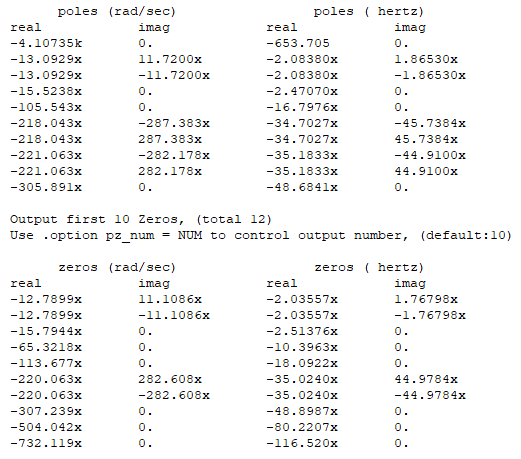 poles (rad/sec) poles ( hertz)
real imag real imag
-4.10735k 0. -653.705 0.
-13.0929x 11.7200x -2.08380x 1.86530x
-13.0929x -11.7200x -2.08380x -1.86530x
-15.5238x 0. -2.47070x 0.
-105.543x 0. -16.7976x 0.
-218.043x -287.383x -34.7027x -45.7384x
-218.043x 287.383x -34.7027x 45.7384x
-221.063x -282.178x -35.1833x -44.9100x
-221.063x 282.178x -35.1833x 44.9100x
-305.891x 0. -48.6841x 0.
Output first 10 Zeros, (total 12)
Use .option pz_num = NUM to control output number, (default:10)
zeros (rad/sec) zeros ( hertz)
real imag real imag
-12.7899x 11.1086x -2.03557x 1.76798x
-12.7899x -11.1086x -2.03557x -1.76798x
-15.7944x 0. -2.51376x 0.
-65.3218x 0. -10.3963x 0.
-113.677x 0. -18.0922x 0.
-220.063x 282.608x -35.0240x 44.9784x
-220.063x -282.608x -35.0240x -44.9784x
-307.239x 0. -48.8987x 0.
-504.042x 0. -80.2207x 0.
-732.119x 0. -116.520x 0.